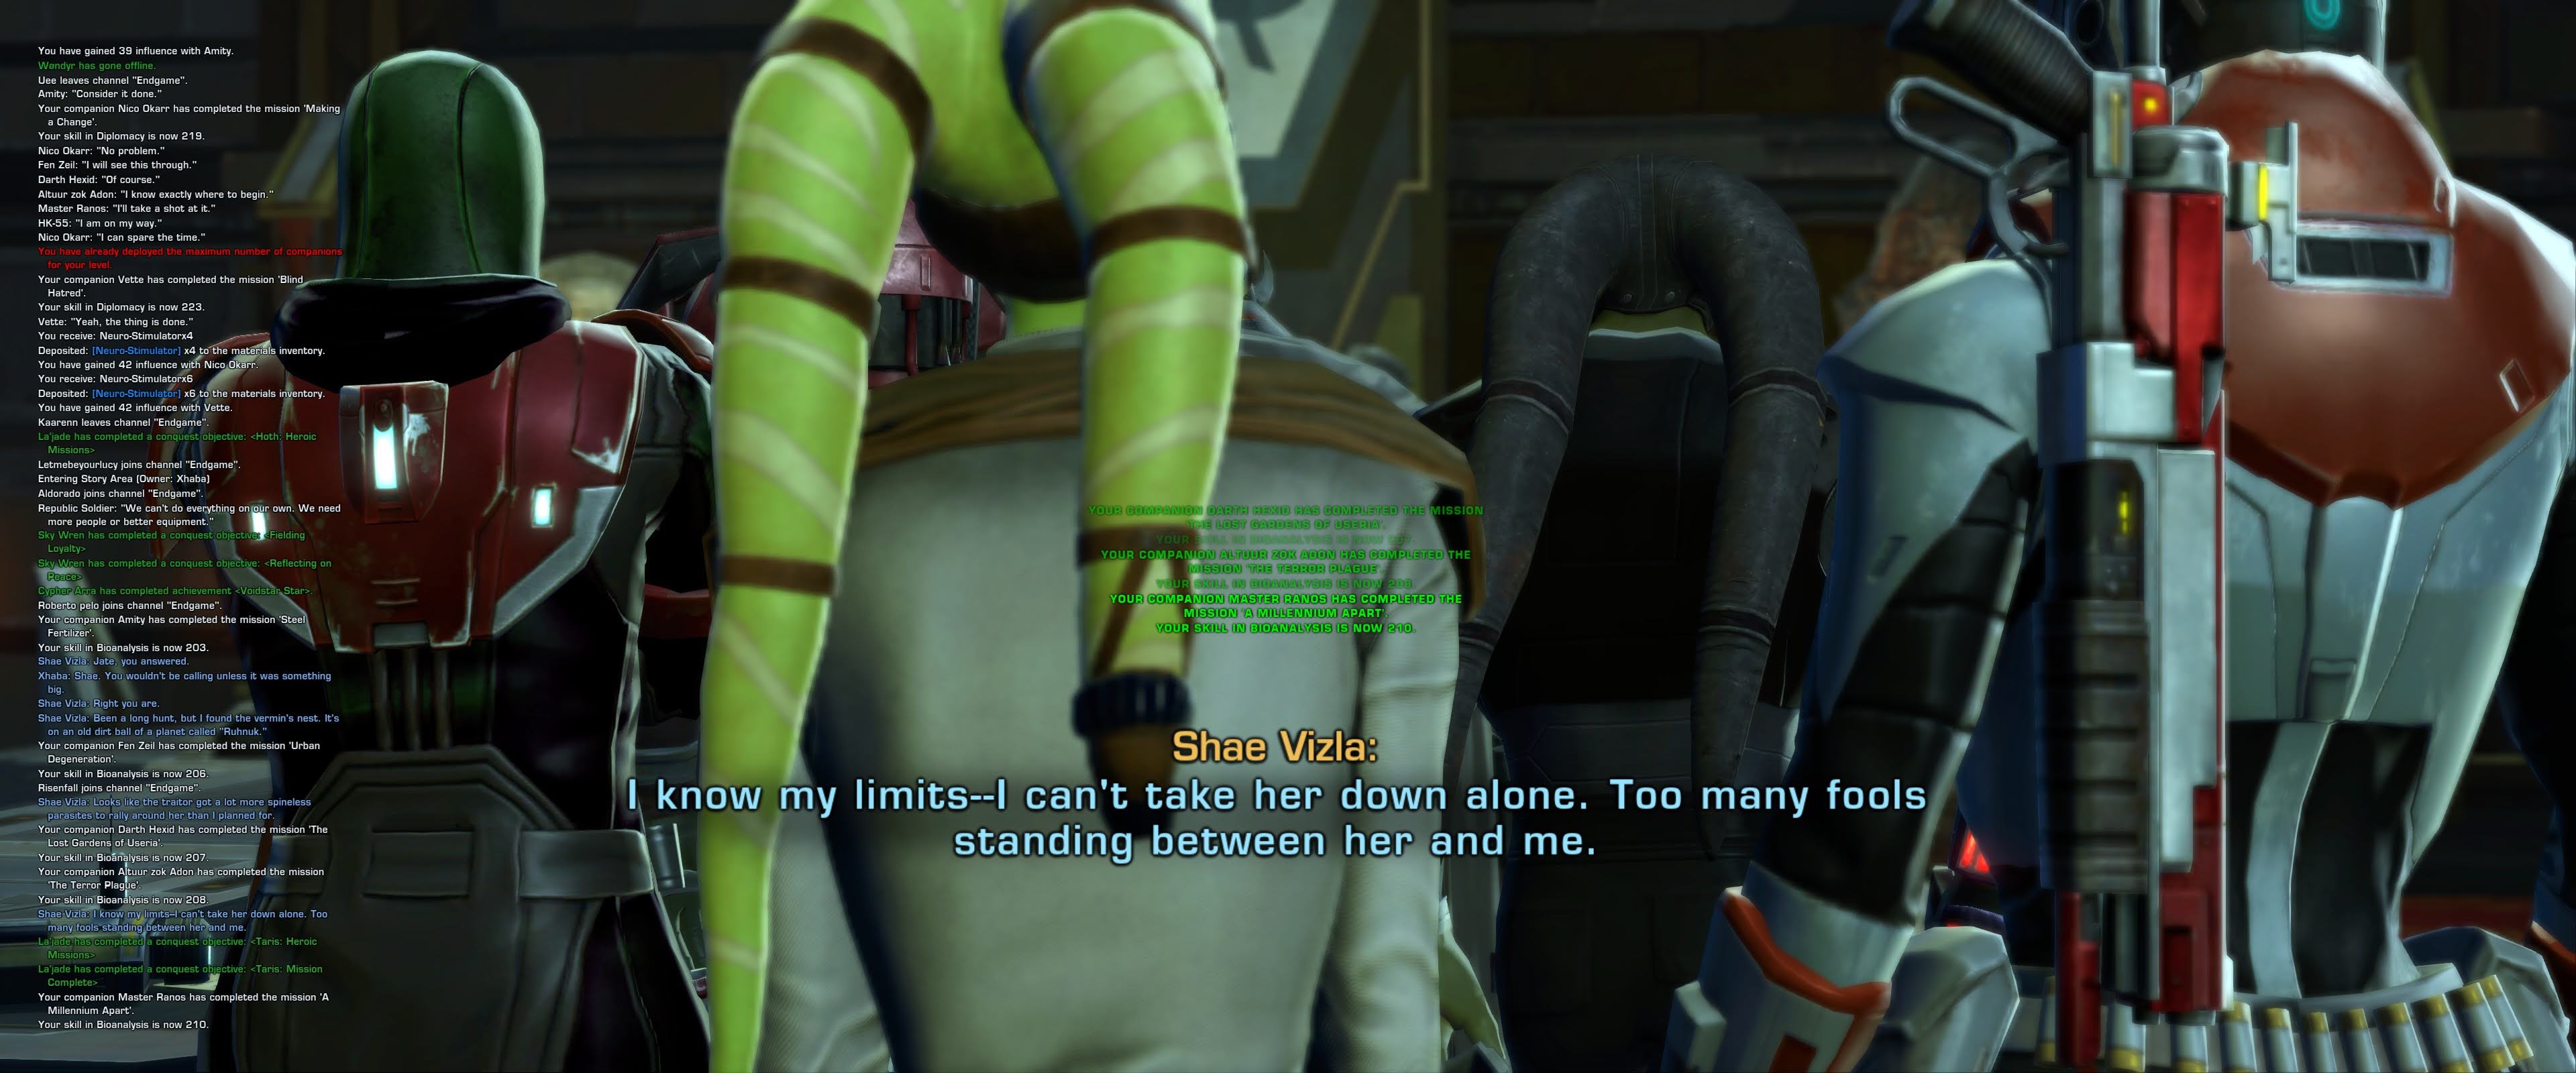 You have gained 39 influence with Amity.
Wøndyr has gone offline.
Uee leaves channel "Endgame".
Amity: "Consider it done."
Your companion Nico Okarr has completed the mission 'Making
a Change'.
Your skill in Diplomacy is now 219.
Nico Okarr: "No problem."
Fen Zeil: "I will see this through."
Darth Hexid: "Of course."
Altuur zok Adon: "I know exactly where to begin."
Master Ranos: "I'll take a shot at it."
HK-55: "I am on my way."
Nico Okarr: "I can spare the time."
You have already deployed the maximum number of companions
for your level.
Your companion Vette has completed the mission 'Blind
Hatred'.
Your skill in Diplomacy is now 223.
Vette: "Yeah, the thing is done."
You receive: Neuro-Stimulatorx4
Deposited: [Neuro-Stimulator] x4 to the materials inventory.
You have gained 42 influence with Nico Okarr.
You receive: Neuro-Stimulatorx6
Deposited: [Neuro-Stimulator] x6 to the materials inventory.
You have gained 42 influence with Vette.
Kaarenn leaves channel "Endgame".
La'jade has completed a conquest objective: <Hoth: Heroic
Missions>
Letmebeyourlucy joins channel "Endgame".
Entering Story Area (Owner: Xhaba)
Aldorado joins channel "Endgame".
Republic Soldier: "We can't do everything on our own. We need
more people or better equipment."
Sky Wren has completed a conquest objective: <Fielding
Loyalty>
Sky Wren has completed a conquest objective: <Reflecting on
Peace>
Cypher Arra has completed achievement <Voidstar Star>.
Roberto pelo joins channel "Endgame".
Your companion Amity has completed the mission 'Steel
Fertilizer'.
Your skill in Bioanalysis is now 203.
Shae Vizla: Jate, you answered.
Xhaba: Shae. You wouldn't be calling unless it was something
big.
Shae Vizla: Right you are.
Shae Vizla: Been a long hunt, but I found the vermin's nest. It's
on an old dirt ball of a planet called "Ruhnuk."
Your companion Fen Zeil has completed the mission 'Urban
Degeneration'.
Your skill in Bioanalysis is now 206.
Risenfall joins channel "Endgame".
Shae Vizla: Looks like the traitor got a lot more spineless
parasites to rally around her than I planned for.
Your companion Darth Hexid has completed the mission 'The
Lost Gardens of Useria'.
Your skill in Bioanalysis is now 207.
Your companion Altuur zok Adon has completed the mission
'The Terror Plague'.
Your skill in Bioanalysis is now 208.
Shae Vizla: I know my limits--I can't take her down alone. Too
many fools standing between her and me.
La'jade has completed a conquest objective: <Taris: Heroic
Missions>
La'jade has completed a conquest objective: <Taris: Mission
Complete>
Your companion Master Ranos has completed the mission 'A
Millennium Apart'.
Your skill in Bioanalysis is now 210.
YOUR COMPANION DARTH HEXID HAS COMPLETED THE MISSION
'THE LOST GARDENS OF USERIA'.
YOUR SKILL IN BIOANALYSIS IS NOW 207.
YOUR COMPANION ALTUUR ZOK ADON HAS COMPLETED THE
MISSION 'THE TERROR PLAGUE'.
YOUR SKILL IN BIOANALYSIS IS NOW 208.
YOUR COMPANION MASTER RANOS HAS COMPLETED THE
MISSION 'A MILLENNIUM APART'.
YOUR SKILL IN BIOANALYSIS IS NOW 210.
Shae Vizla:
I know my limits--I can't take her down alone. Too many fools
standing between her and me.